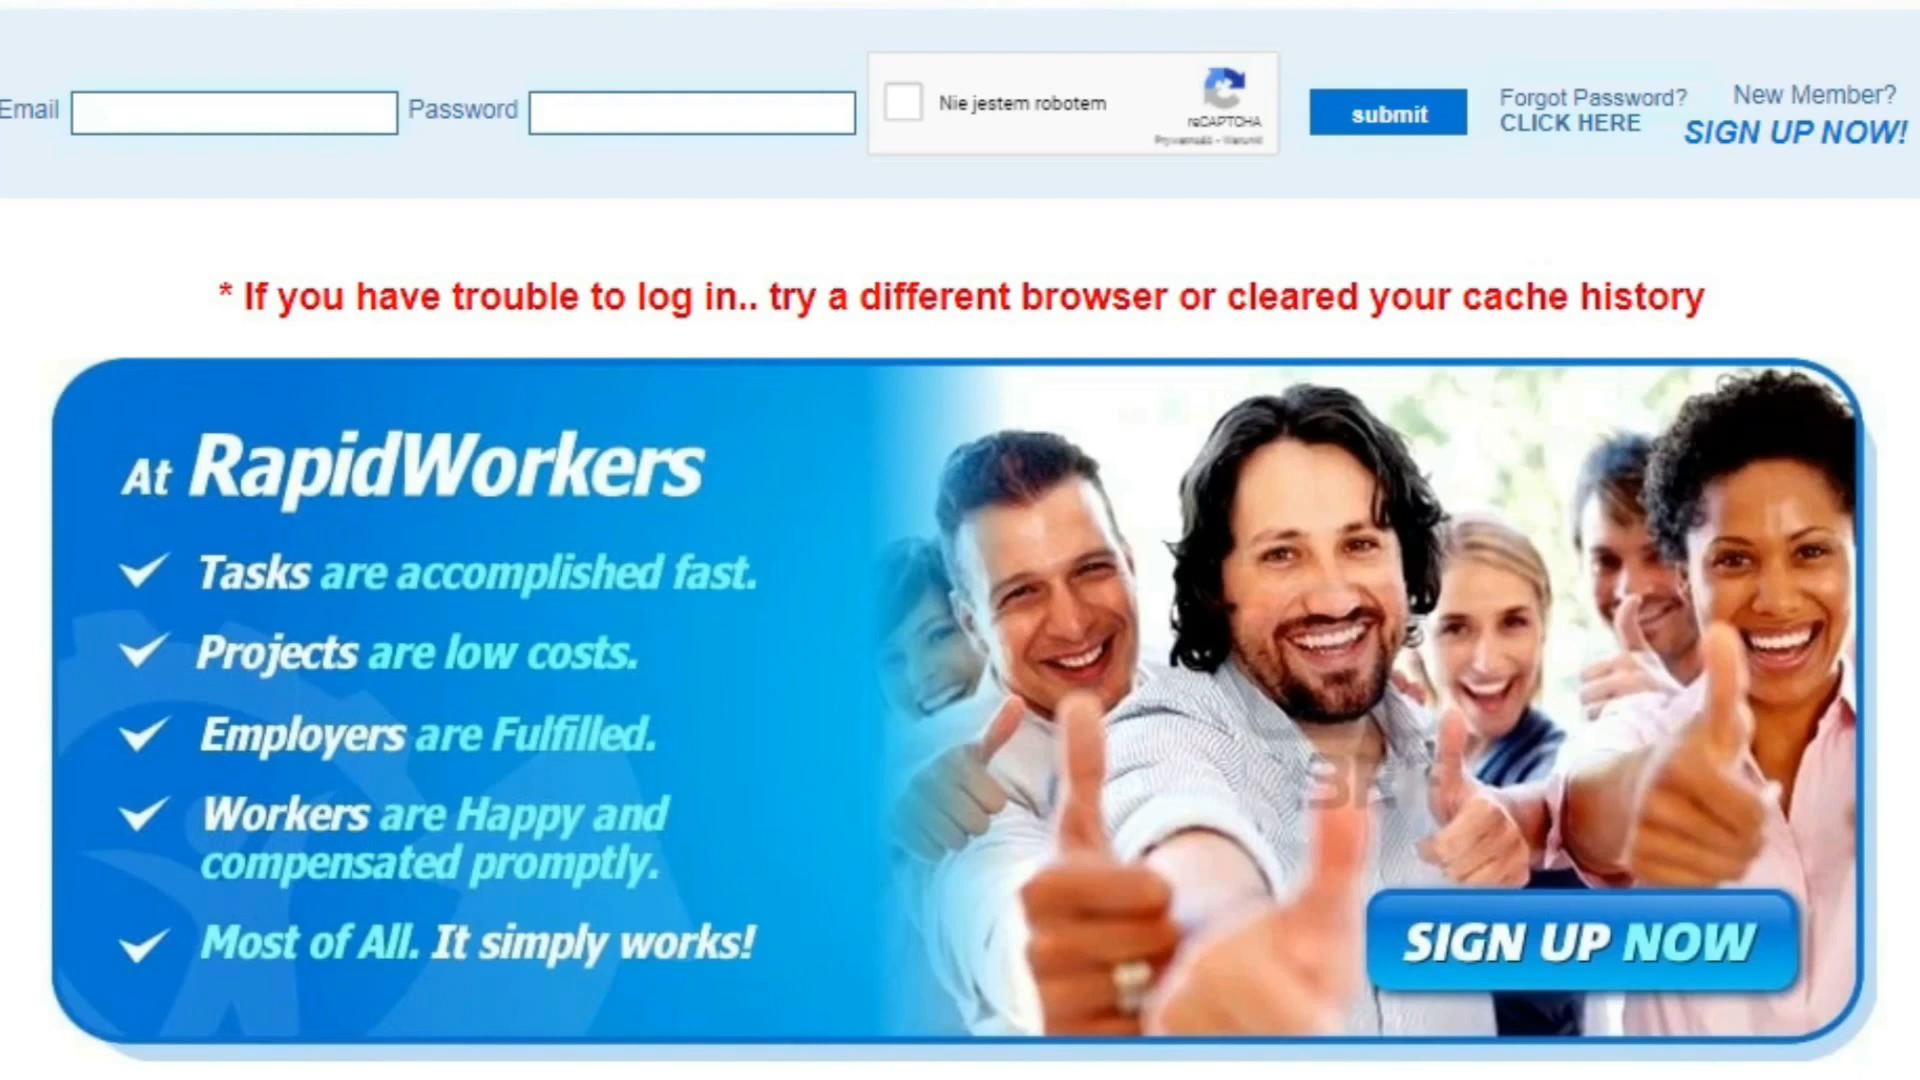 Email
Password
Nie jestem robotem
reCAPTCHA
Prywatność - Warunki
submit
Forgot Password?
CLICK HERE
New Member?
SIGN UP NOW!
* If you have trouble to log in.. try a different browser or cleared your cache history
At RapidWorkers
Tasks are accomplished fast.
Projects are low costs.
Employers are Fulfilled.
Workers are Happy and
compensated promptly.
Most of All. It simply works!
SIGN UP NOW